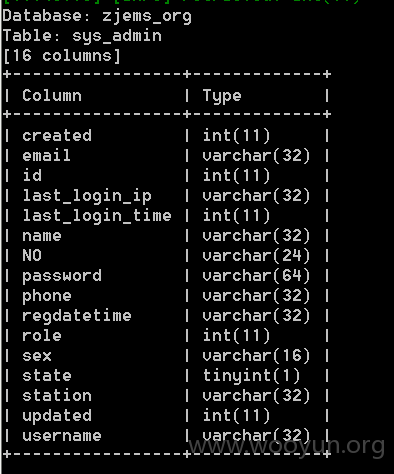 Database: zjems_org
Table: sys_admin
[16 columns]
+-----------------+-------------+
| Column          | Type        |
+-----------------+-------------+
| created         | int(11)     |
| email           | varchar(32) |
| id              | int(11)     |
| last_login_ip   | varchar(32) |
| last_login_time | int(11)     |
| name            | varchar(32) |
| NO              | varchar(24) |
| password        | varchar(64) |
| phone           | varchar(32) |
| regdatetime     | varchar(32) |
| role            | int(11)     |
| sex             | varchar(16) |
| state           | tinyint(1)  |
| station         | varchar(32) |
| updated         | int(11)     |
| username        | varchar(32) |
+-----------------+-------------+
www.wooyun.org